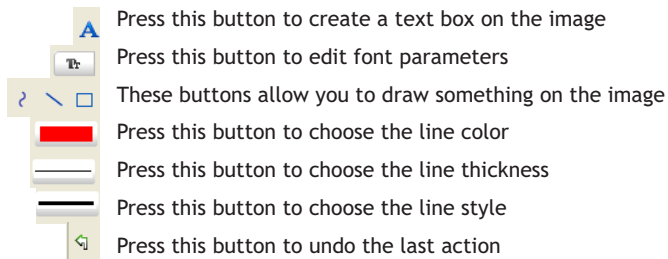 A Press this button to create a text box on the image
Tr Press this button to edit font parameters
These buttons allow you to draw something on the image
Press this button to choose the line color
Press this button to choose the line thickness
Press this button to choose the line style
Press this button to undo the last action